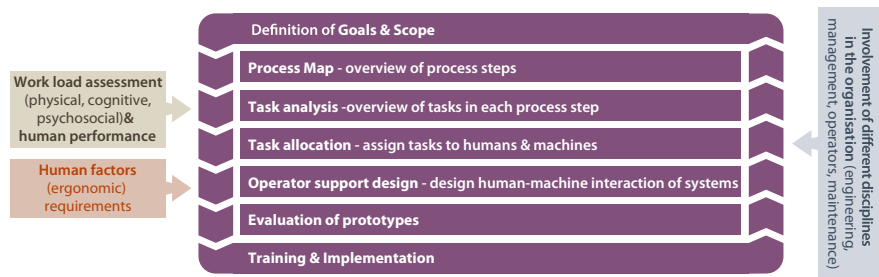 Definition of Goals & Scope
Process Map - overview of process steps
Task analysis -overview of tasks in each process step
Task allocation - assign tasks to humans & machines
Operator support design - design human-machine interaction of systems
Evaluation of prototypes
Training & Implementation
Work load assessment
(physical, cognitive,
psychosocial)&
human performance
Human factors
(ergonomic)
requirements
Involvement of different disciplines
in the organisation (engineering,
management, operators, maintenance)